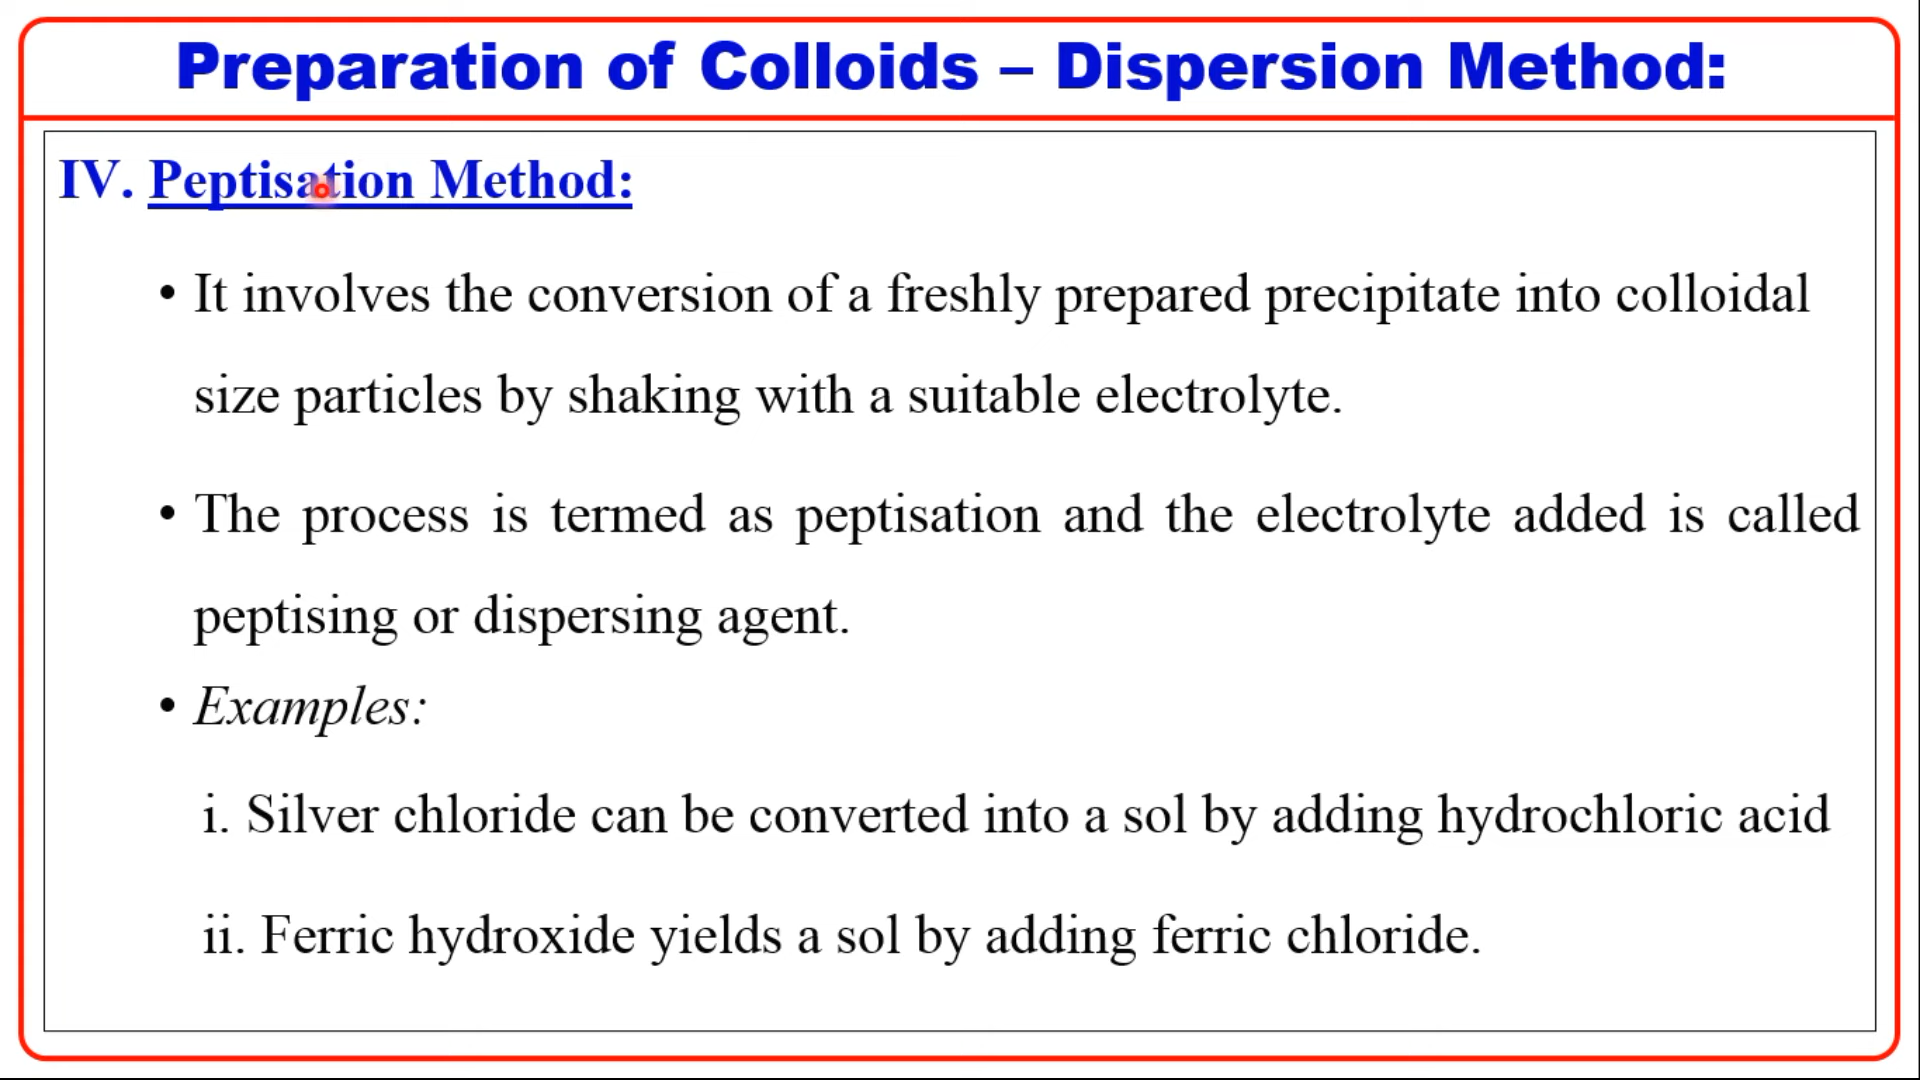 Preparation of Colloids – Dispersion Method:
IV. Peptisation Method:
• It involves the conversion of a freshly prepared precipitate into colloidal
size particles by shaking with a suitable electrolyte.
• The process is termed as peptisation and the electrolyte added is called
peptising or dispersing agent.
• Examples:
i. Silver chloride can be converted into a sol by adding hydrochloric acid
ii. Ferric hydroxide yields a sol by adding ferric chloride.